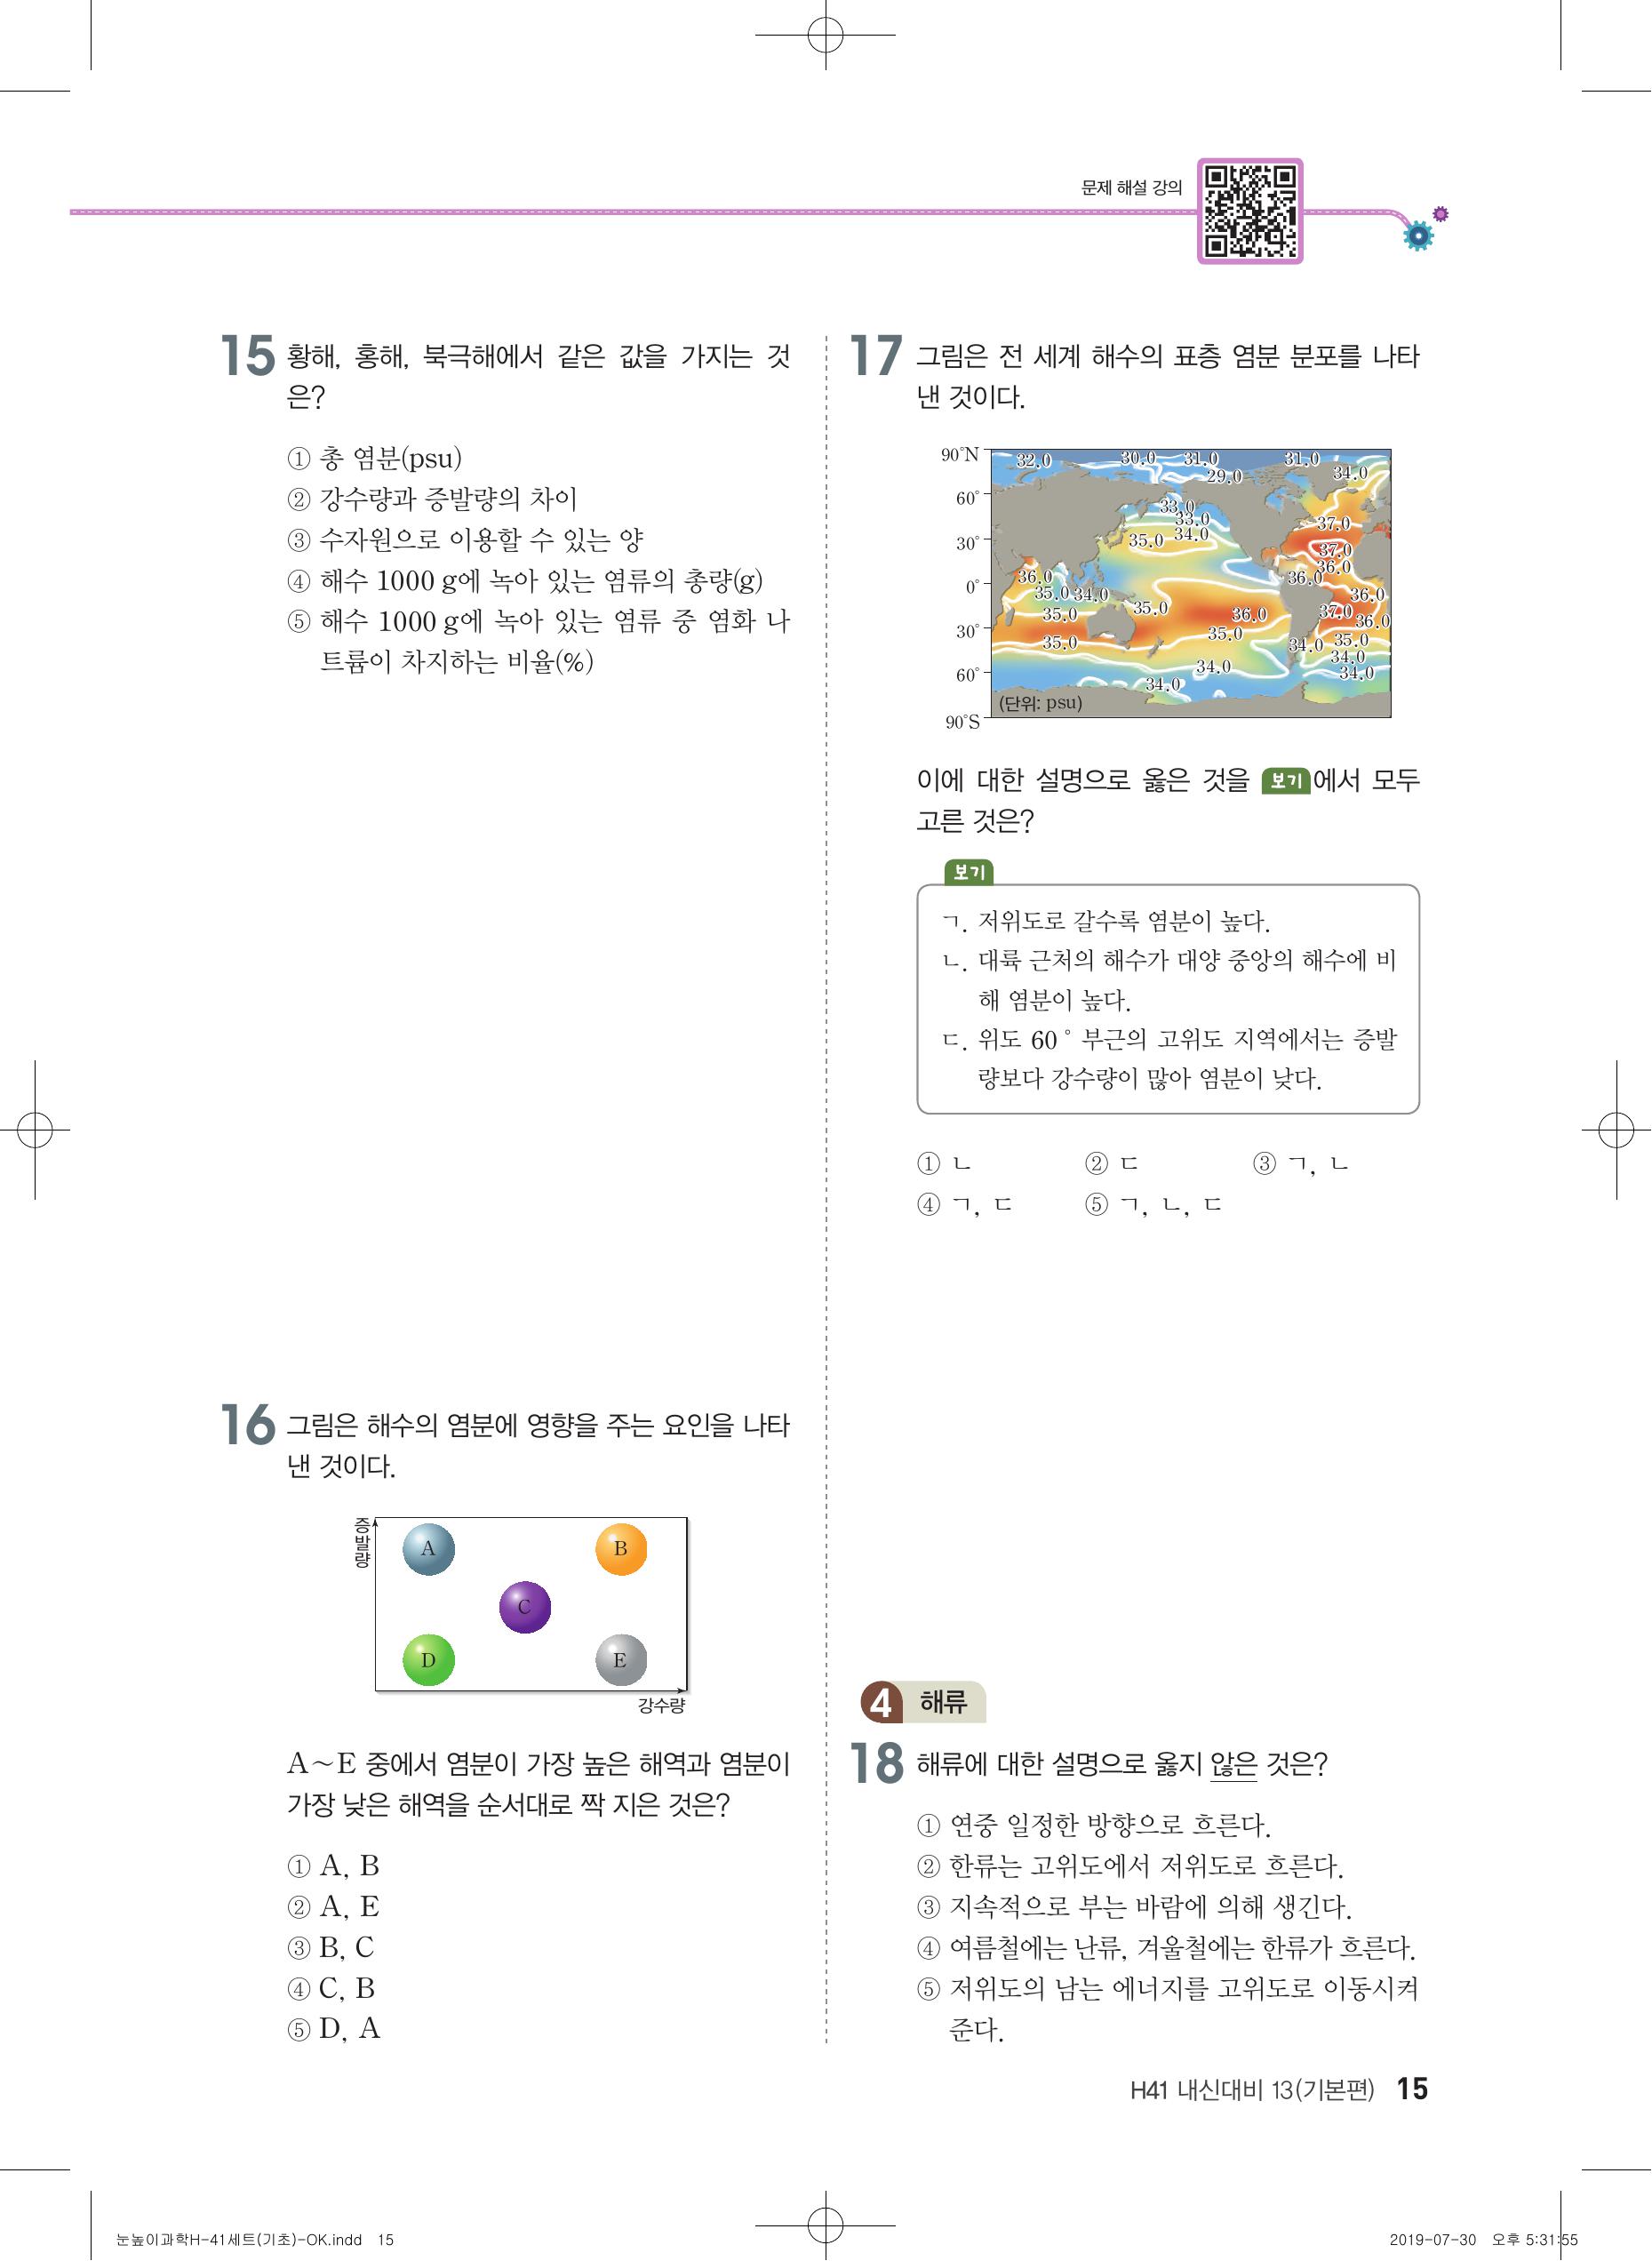 문제 해설 강의
15 황해, 홍해, 북극해에서 같은 값을 가지는 것
은?
① 총 염분(psu)
② 강수량과 증발량의 차이
③ 수자원으로 이용할 수 있는 양
④ 해수 1000 g에 녹아 있는 염류의 총량(g)
⑤ 해수 1000 g에 녹아 있는 염류 중 염화 나
트륨이 차지하는 비율(%)
16 그림은 해수의 염분에 영향을 주는 요인을 나타
낸 것이다.
증발량
A B
C
D E
강수량
A~E 중에서 염분이 가장 높은 해역과 염분이
가장 낮은 해역을 순서대로 짝 지은 것은?
① A, B
② A, E
③ B, C
④ C, B
⑤ D, A
17 그림은 전 세계 해수의 표층 염분 분포를 나타
낸 것이다.
90°N
60°
30°
0°
30°
60°
90°S
32.0 30.0 31.0 31.0
29.0 34.0
33.0
33.0 37.0
35.0 34.0
37.0
36.0
36.0 36.0
35.0 34.0 36.0
35.0 35.0 36.0 37.0 36.0
35.0 35.0 34.0 35.0
34.0 34.0
34.0 34.0
(단위: psu)
이에 대한 설명으로 옳은 것을 보기에서 모두
고른 것은?
보기
ㄱ. 저위도로 갈수록 염분이 높다.
ㄴ. 대륙 근처의 해수가 대양 중앙의 해수에 비
해 염분이 높다.
ㄷ. 위도 60° 부근의 고위도 지역에서는 증발
량보다 강수량이 많아 염분이 낮다.
① ㄴ ② ㄷ ③ ㄱ, ㄴ
④ ㄱ, ㄷ ⑤ ㄱ, ㄴ, ㄷ
4 해류
18 해류에 대한 설명으로 옳지 않은 것은?
① 연중 일정한 방향으로 흐른다.
② 한류는 고위도에서 저위도로 흐른다.
③ 지속적으로 부는 바람에 의해 생긴다.
④ 여름철에는 난류, 겨울철에는 한류가 흐른다.
⑤ 저위도의 남는 에너지를 고위도로 이동시켜
준다.
H41 내신대비 13(기본편) 15
눈높이과학H-41세트(기초)-OK.indd 15
2019-07-30 오후 5:31:55